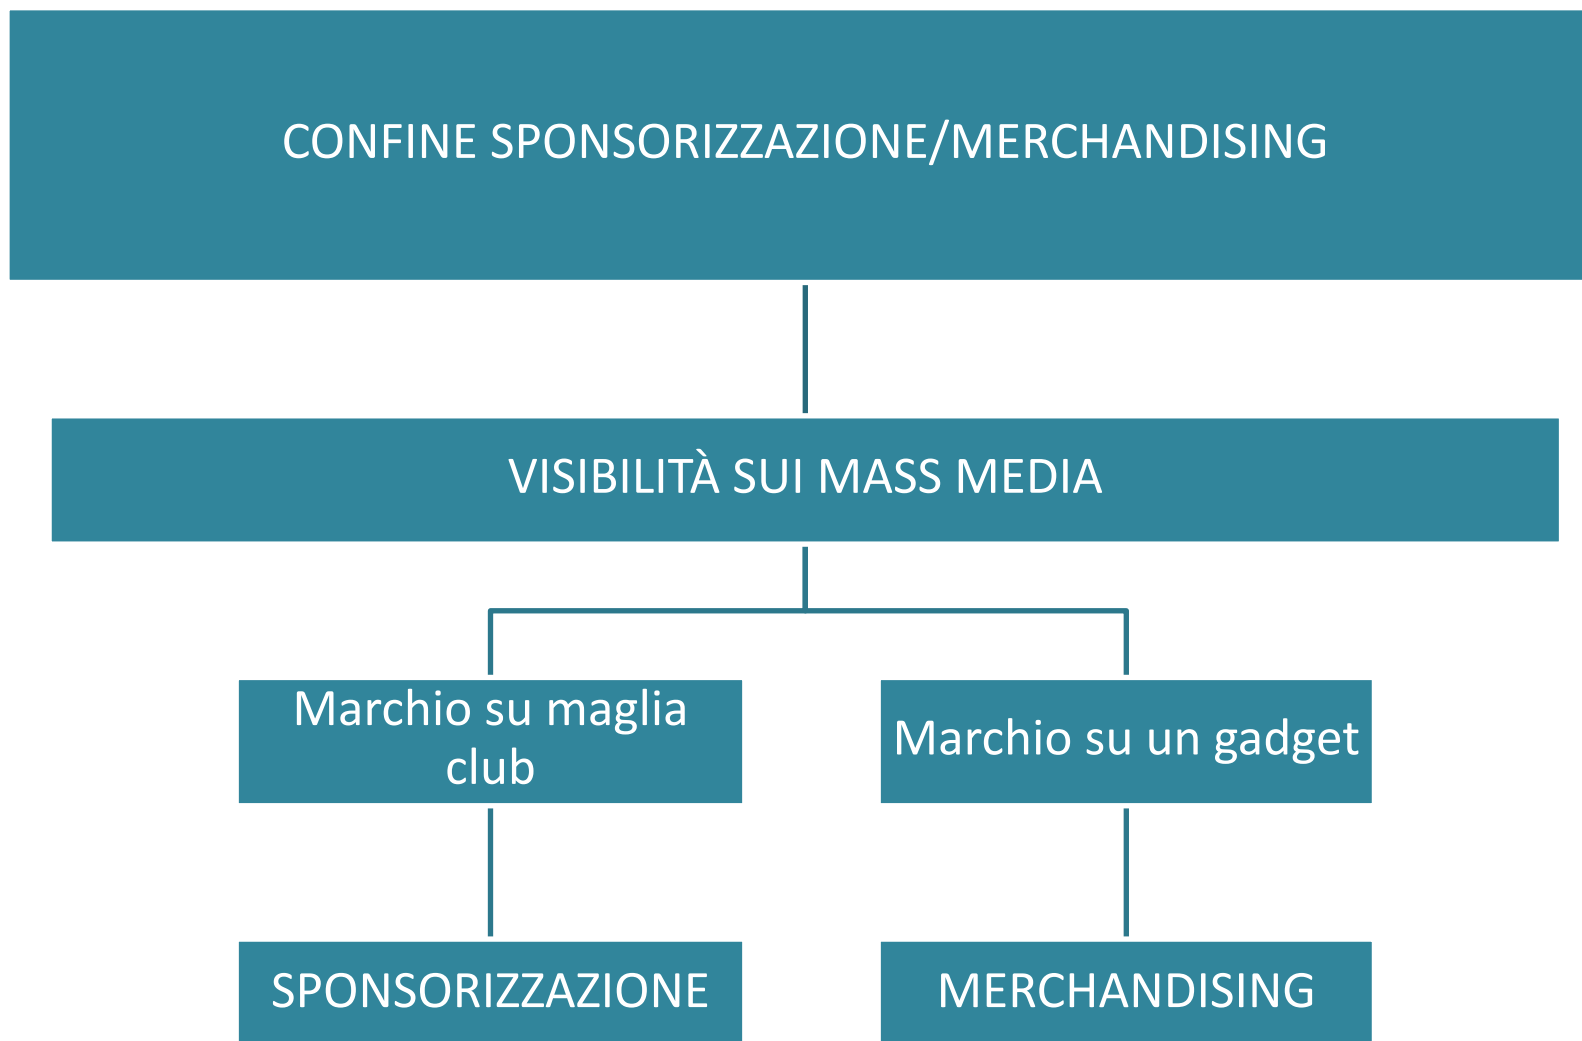 CONFINE SPONSORIZZAZIONE/MERCHANDISING
VISIBILITÀ SUI MASS MEDIA
Marchio su maglia
club
Marchio su un gadget
SPONSORIZZAZIONE
MERCHANDISING